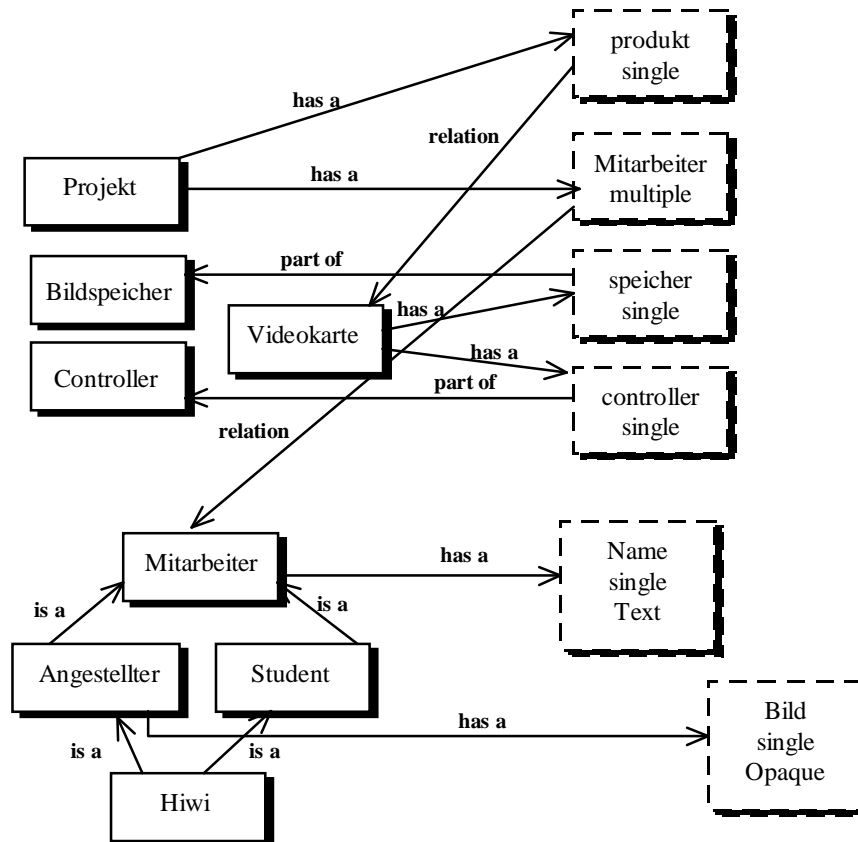 produkt
single
has a
relation
Projekt
has a
Mitarbeiter
multiple
part of
Bildspeicher
speicher
single
has a
Videokarte
has a
Controller
part of
controller
single
relation
Mitarbeiter
has a
Name
single
Text
is a
is a
Angestellter
Student
has a
Bild
single
Opaque
is a
is a
Hiwi